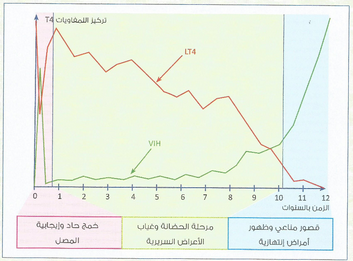 تركيز اللمفاويات T4
LT4
VIH
0 1 2 3 4 5 6 7 8 9 10 11 12
الزمن بالسنوات
خمج حاد وإيجابية
المصل
مرحلة الحضانة وغياب
الأعراض السريرية
قصور مناعي وظهور
أمراض إنتهازية